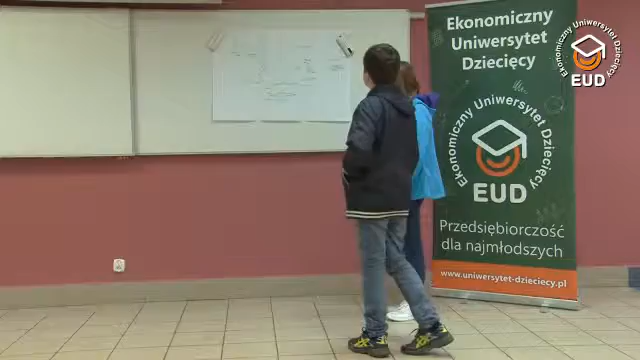 Ekonomiczny
Uniwersytet
Dziecięcy
Ekonomiczny Uniwersytet Dziecięcy
EUD
Ekonomiczny Uniwersytet Dziecięcy
EUD
Przedsiębiorczość
dla najmłodszych
www.uniwersytet-dzieciecy.pl